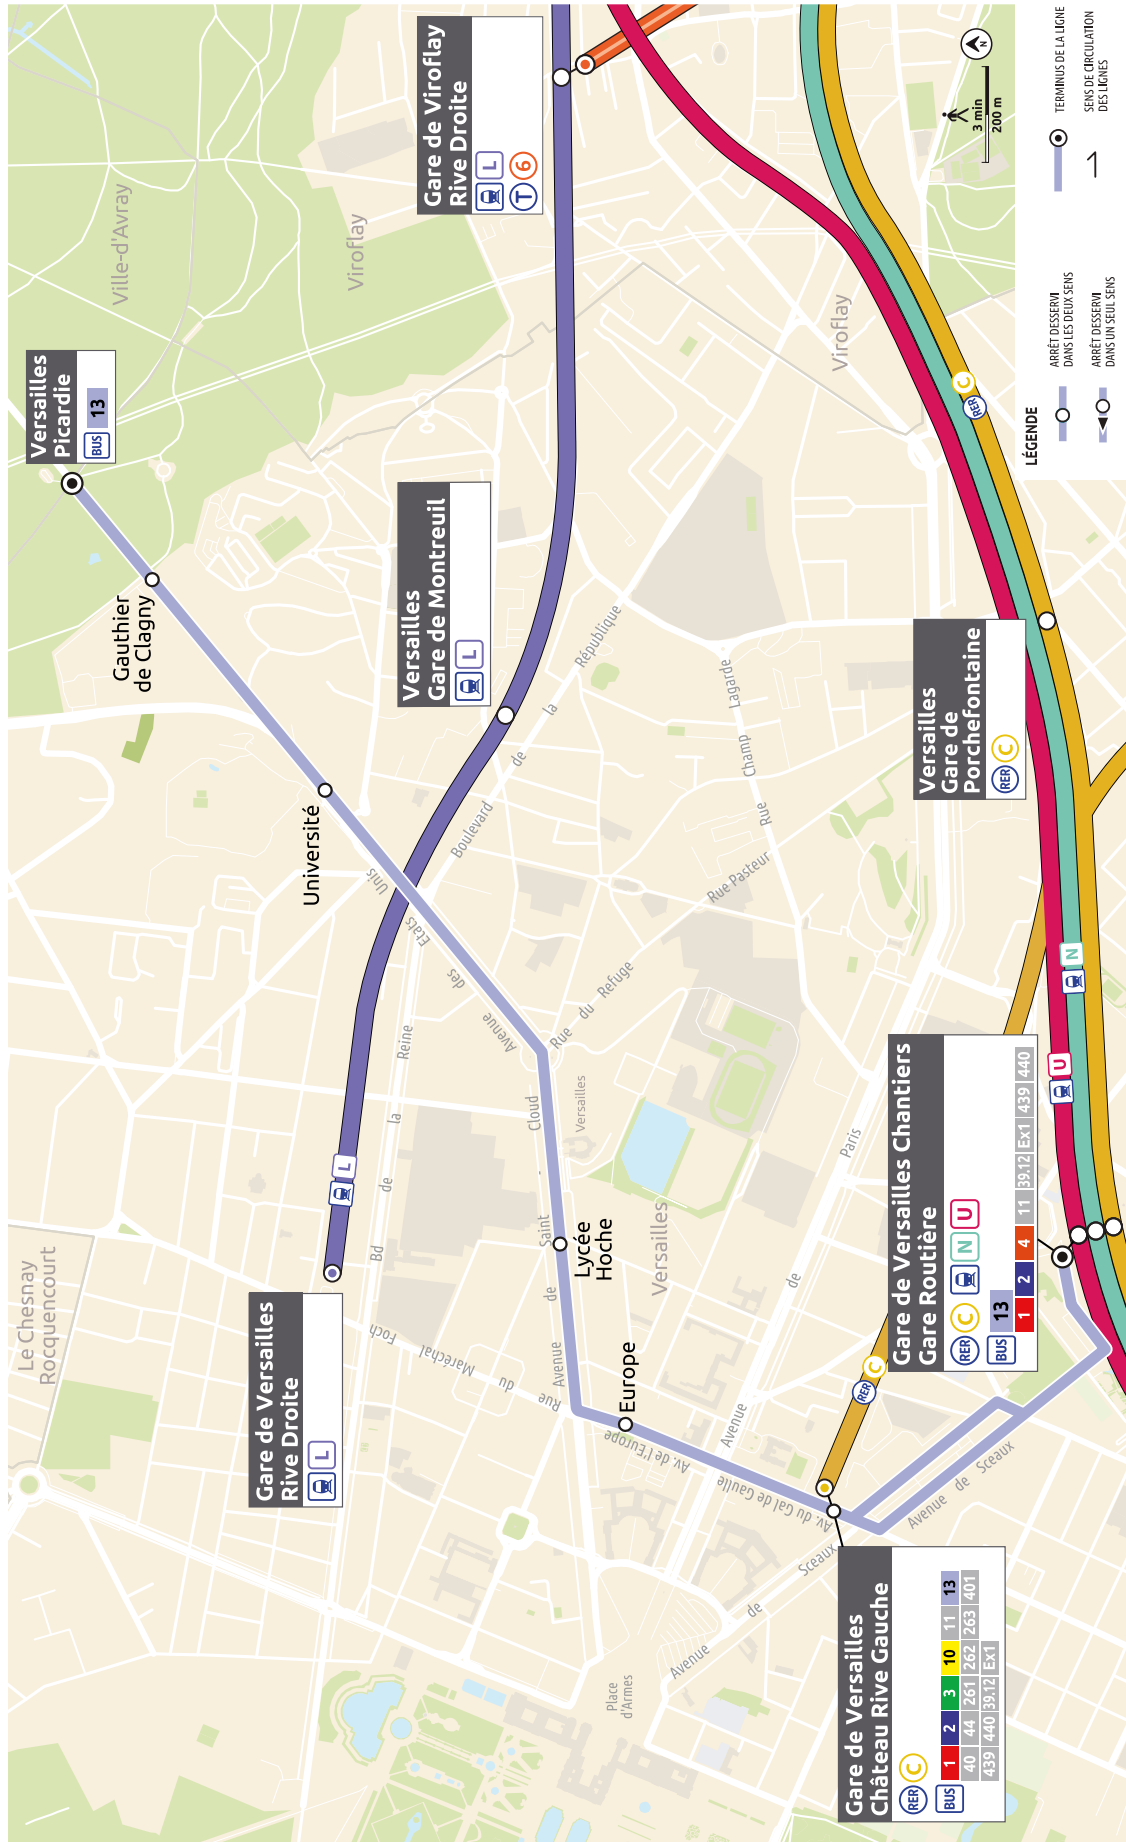 Le Chesnay
Rocquencourt
Gare de Versailles
Rive Droite
L
L
Versailles
Picardie
BUS 13
Gauthier
de Clagny
Université
Ville-d'Avray
Viroflay
Gare de Viroflay
Rive Droite
L
T 6
Versailles
Gare de Montreuil
L
Lycée
Hoche
Europe
Versailles
Versailles
Bd de la Reine
Rue du Maréchal Foch
Avenue de Saint Cloud
Avenue des Etats Unis
Boulevard de la République
Rue du Refuge
Rue Pasteur
Rue Champ Lagarde
Av. de l'Europe
Av. du Gal de Gaulle
Avenue de Paris
Avenue de Sceaux
Avenue de Sceaux
Place
d'Armes
Viroflay
RER C
RER C
N
U
Gare de Versailles
Château Rive Gauche
RER C
BUS 1 2 3 10 11 13
40 44 261 262 263 401
439 440 39.12 Ex1
Gare de Versailles Chantiers
Gare Routière
RER C N U
BUS 13
1 2 4 11 39.12 Ex1 439 440
Versailles
Gare de
Porchefontaine
RER C
LÉGENDE
ARRÊT DESSERVI
DANS LES DEUX SENS
ARRÊT DESSERVI
DANS UN SEUL SENS
TERMINUS DE LA LIGNE
SENS DE CIRCULATION
DES LIGNES
3 min
200 m
N